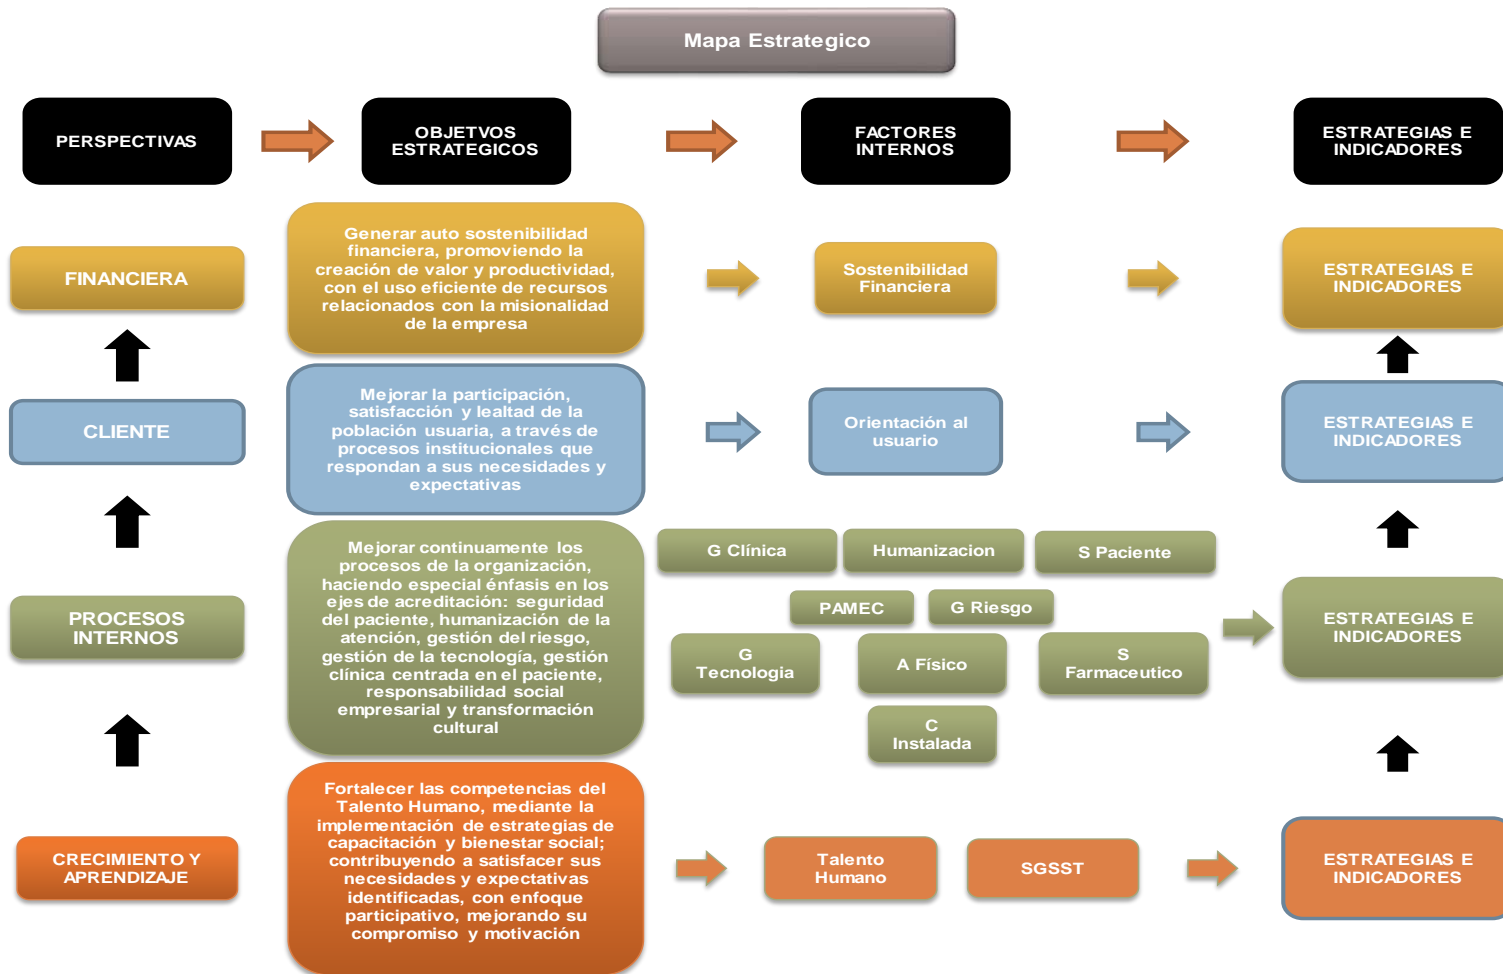 Mapa Estrategico
PERSPECTIVAS
OBJETVOS
ESTRATEGICOS
FACTORES
INTERNOS
ESTRATEGIAS E
INDICADORES
FINANCIERA
Generar auto sostenibilidad
financiera, promoviendo la
creación de valor y productividad,
con el uso eficiente de recursos
relacionados con la misionalidad
de la empresa
Sostenibilidad
Financiera
ESTRATEGIAS E
INDICADORES
CLIENTE
Mejorar la participación,
satisfacción y lealtad de la
población usuaria, a través de
procesos institucionales que
respondan a sus necesidades y
expectativas
Orientación al
usuario
ESTRATEGIAS E
INDICADORES
PROCESOS
INTERNOS
Mejorar continuamente los
procesos de la organización,
haciendo especial énfasis en los
ejes de acreditación: seguridad
del paciente, humanización de la
atención, gestión del riesgo,
gestión de la tecnología, gestión
clínica centrada en el paciente,
responsabilidad social
empresarial y transformación
cultural
G Clínica
Humanizacion
S Paciente
PAMEC
G Riesgo
G
Tecnologia
A Físico
S
Farmaceutico
C
Instalada
ESTRATEGIAS E
INDICADORES
CRECIMIENTO Y
APRENDIZAJE
Fortalecer las competencias del
Talento Humano, mediante la
implementación de estrategias de
capacitación y bienestar social;
contribuyendo a satisfacer sus
necesidades y expectativas
identificadas, con enfoque
participativo, mejorando su
compromiso y motivación
Talento
Humano
SGSST
ESTRATEGIAS E
INDICADORES